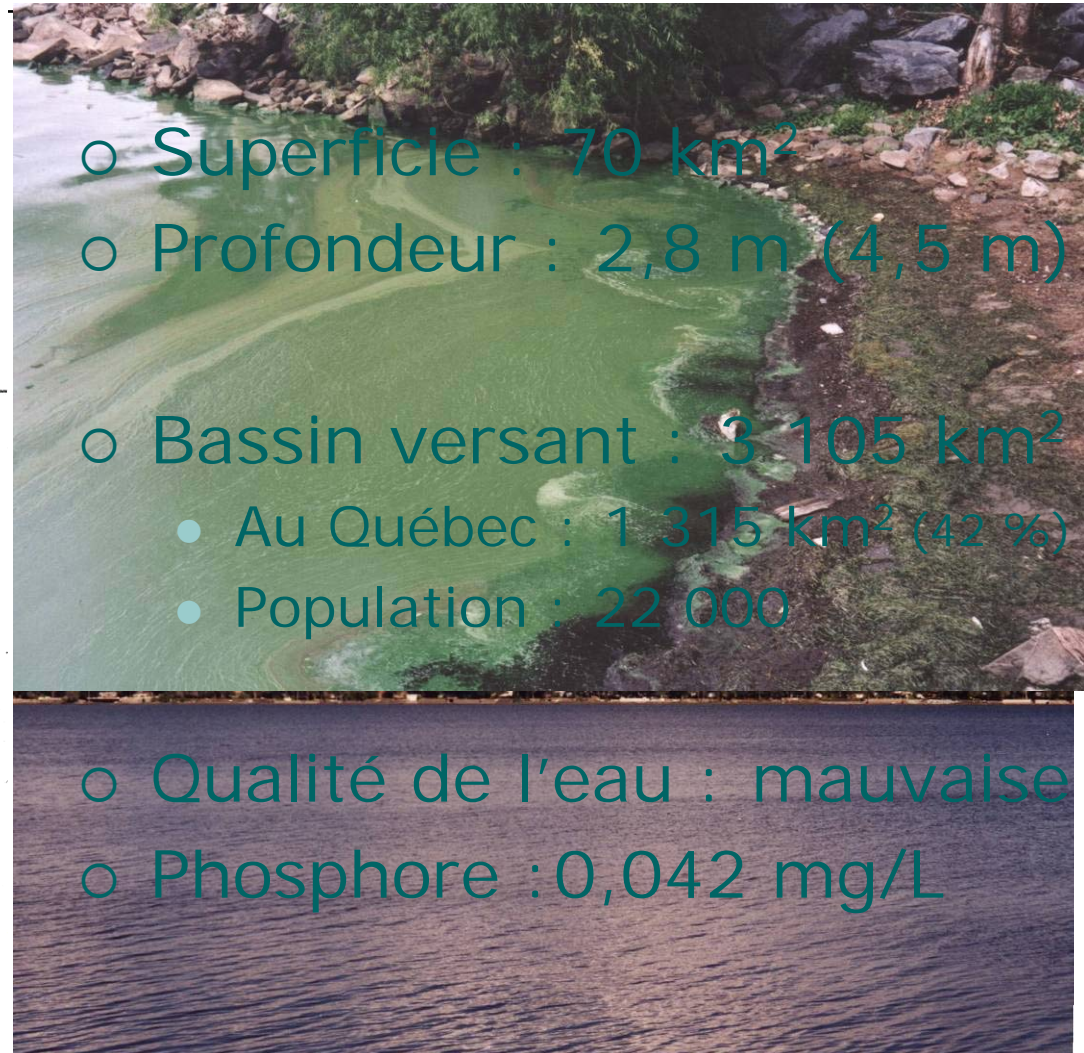 o Superficie : 70 km²
o Profondeur : 2,8 m (4,5 m)
o Bassin versant : 3 105 km²
• Au Québec : 1 315 km² (42 %)
• Population : 22 000
o Qualité de l’eau : mauvaise
o Phosphore :0,042 mg/L